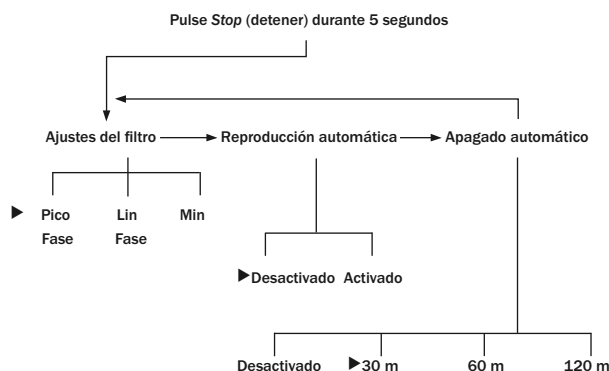 Pulse Stop (detener) durante 5 segundos
Ajustes del filtro Reproducción automática Apagado automático
Pico Lin Min
Fase Fase
Desactivado Activado
Desactivado 30 m 60 m 120 m